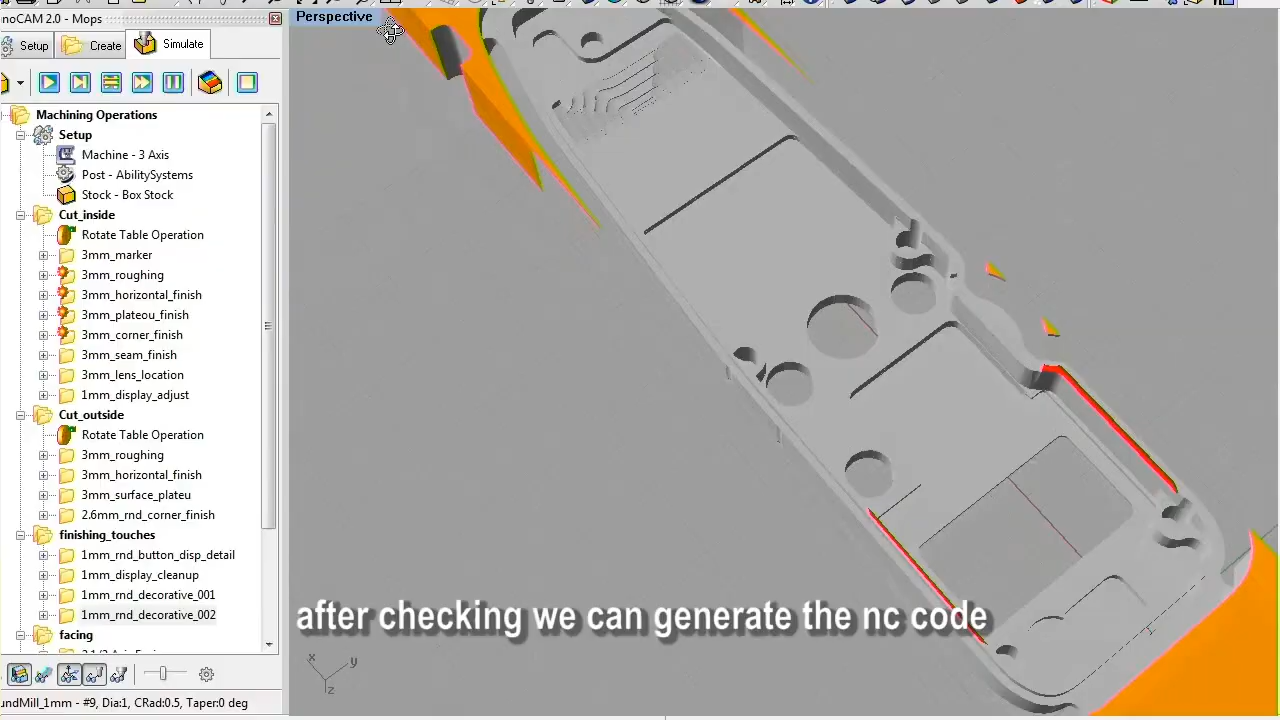 noCAM 2.0 - Mops
Perspective
Setup
Create
Simulate
Machining Operations
Setup
Machine - 3 Axis
Post - AbilitySystems
Stock - Box Stock
Cut_inside
Rotate Table Operation
3mm_marker
3mm_roughing
3mm_horizontal_finish
3mm_plateou_finish
3mm_corner_finish
3mm_seam_finish
3mm_lens_location
1mm_display_adjust
Cut_outside
Rotate Table Operation
3mm_roughing
3mm_horizontal_finish
3mm_surface_plateu
2.6mm_rnd_corner_finish
finishing_touches
1mm_rnd_button_disp_detail
1mm_display_cleanup
1mm_rnd_decorative_001
1mm_rnd_decorative_002
facing
after checking we can generate the nc code
x
y
z
undMill_1mm - #9, Dia:1, CRad:0.5, Taper:0 deg